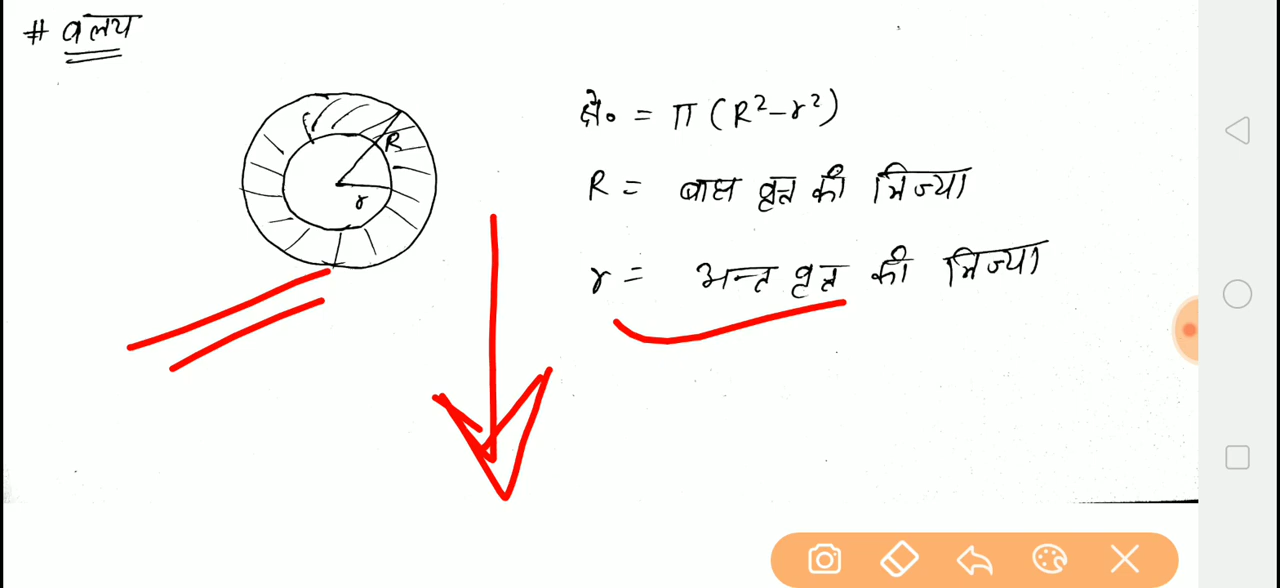 # वलय
R
r
क्षे० = π (R²-r²)
R = बाह्य वृत्त की त्रिज्या
r = अन्त वृत्त की त्रिज्या